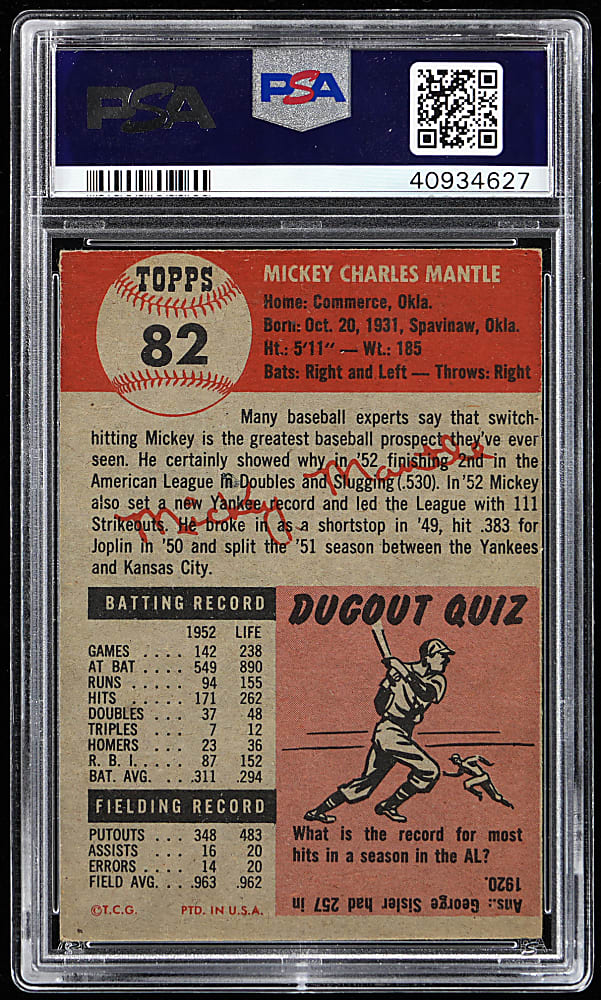 PSA
PSA
40934627
TOPPS
82
MICKEY CHARLES MANTLE
Home: Commerce, Okla.
Born: Oct. 20, 1931, Spavinaw, Okla.
Ht.: 5'11" — Wt.: 185
Bats: Right and Left — Throws: Right
Many baseball experts say that switch-
hitting Mickey is the greatest baseball prospect they've ever
seen. He certainly showed why in '52 finishing 2nd in the
American League in Doubles and Slugging (.530). In '52 Mickey
also set a new Yankee record and led the League with 111
Strikeouts. He broke in as a shortstop in '49, hit .383 for
Joplin in '50 and split the '51 season between the Yankees
and Kansas City.
Mickey Mantle
BATTING RECORD
1952 LIFE
GAMES . . . . 142 238
AT BAT . . . . 549 890
RUNS . . . . . 94 155
HITS . . . . . 171 262
DOUBLES . . . 37 48
TRIPLES . . . 7 12
HOMERS . . . 23 36
R. B. I. . . . . 87 152
BAT. AVG. . . .311 .294
FIELDING RECORD
PUTOUTS . . . 348 483
ASSISTS . . . 16 20
ERRORS . . . . 14 20
FIELD AVG. . . .963 .962
©T.C.G. PTD. IN U.S.A.
DUGOUT QUIZ
What is the record for most
hits in a season in the AL?
Ans.: George Sisler had 257 in
1920.